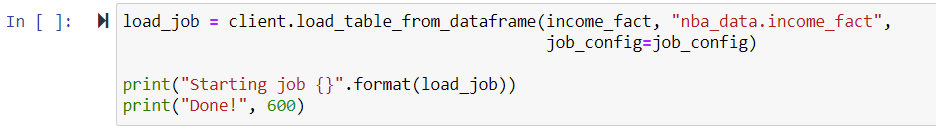 In [ ]:
load_job = client.load_table_from_dataframe(income_fact, "nba_data.income_fact",
                                            job_config=job_config)

print("Starting job {}".format(load_job))
print("Done!", 600)